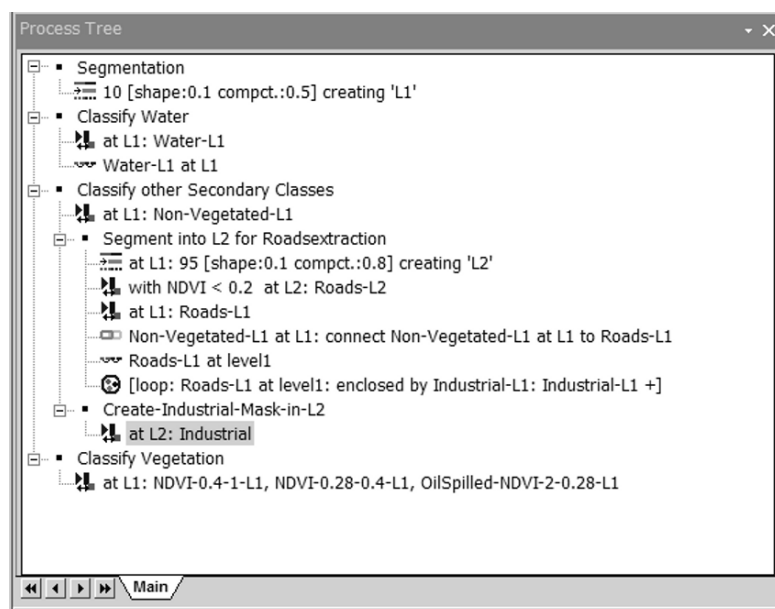 Process Tree
Segmentation
10 [shape:0.1 compct.:0.5] creating 'L1'
Classify Water
at L1: Water-L1
Water-L1 at L1
Classify other Secondary Classes
at L1: Non-Vegetated-L1
Segment into L2 for Roadsextraction
at L1: 95 [shape:0.1 compct.:0.8] creating 'L2'
with NDVI < 0.2 at L2: Roads-L2
at L1: Roads-L1
Non-Vegetated-L1 at L1: connect Non-Vegetated-L1 at L1 to Roads-L1
Roads-L1 at level1
[loop: Roads-L1 at level1: enclosed by Industrial-L1: Industrial-L1 +]
Create-Industrial-Mask-in-L2
at L2: Industrial
Classify Vegetation
at L1: NDVI-0.4-1-L1, NDVI-0.28-0.4-L1, OilSpilled-NDVI-2-0.28-L1
Main